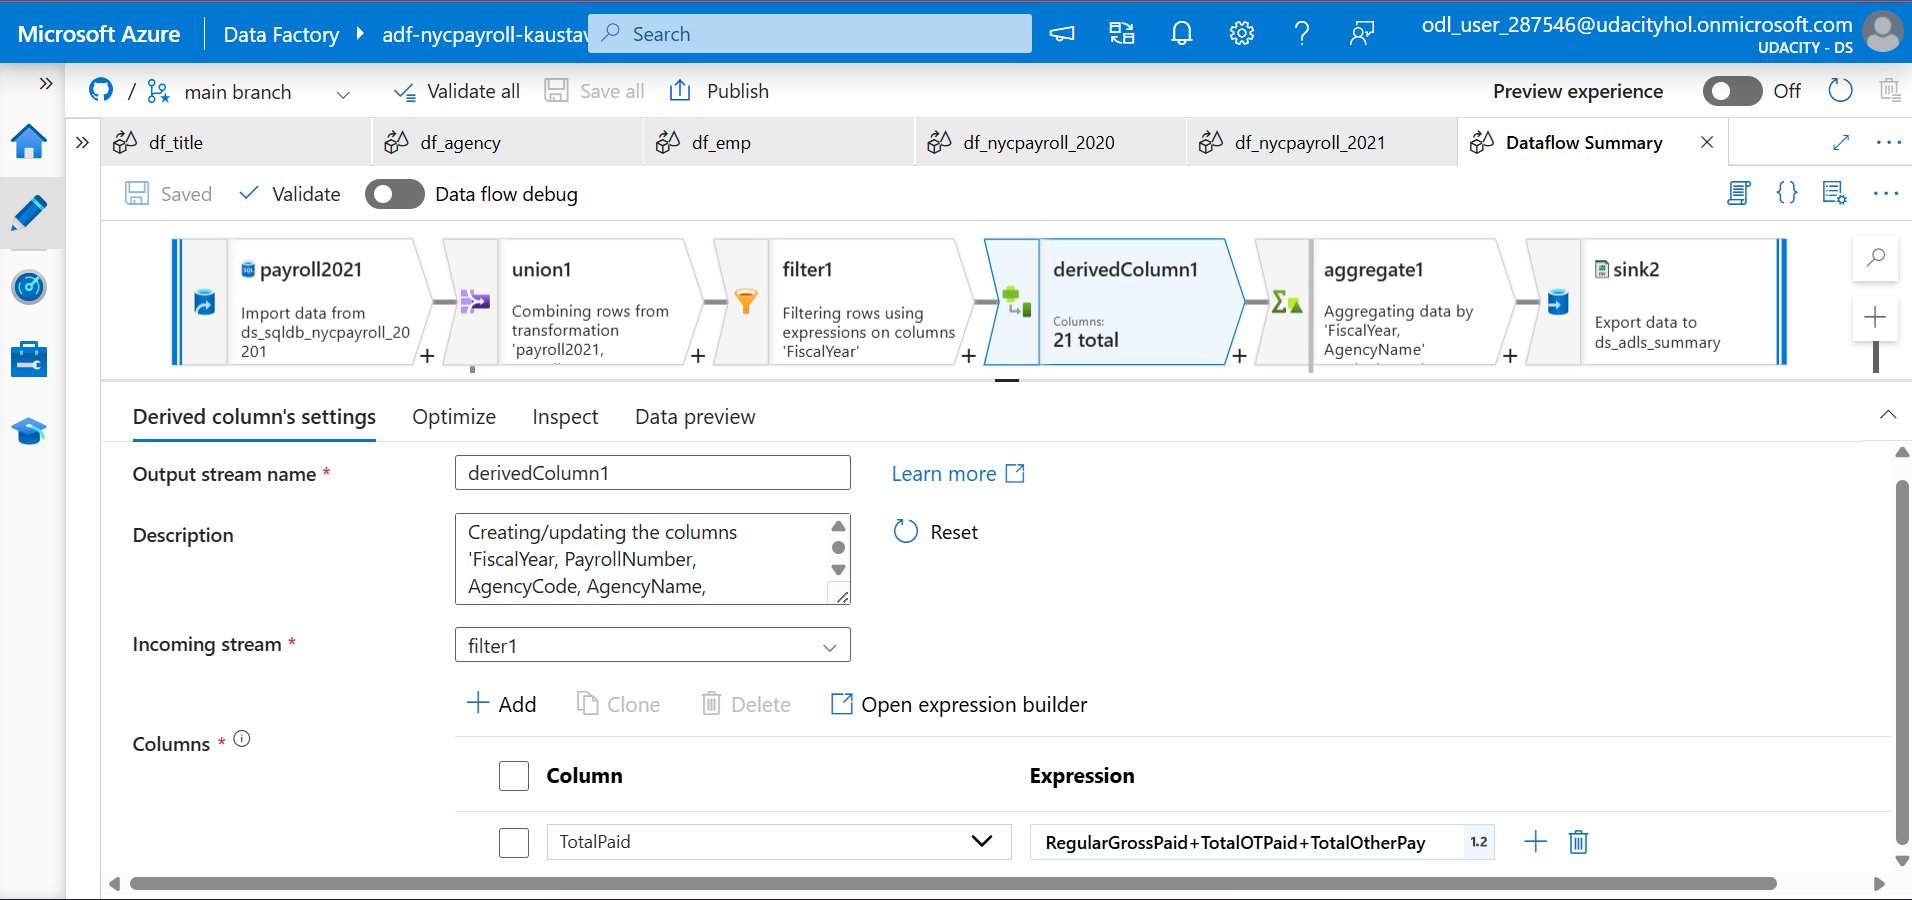 Microsoft Azure
Data Factory
adf-nycpayroll-kaustav
Search
odl_user_287546@udacityhol.onmicrosoft.com
UDACITY - DS
/ main branch
Validate all
Save all
Publish
Preview experience
Off
df_title
df_agency
df_emp
df_nycpayroll_2020
df_nycpayroll_2021
Dataflow Summary
Saved
Validate
Data flow debug
payroll2021
Import data from
ds_sqldb_nycpayroll_20
201
+
union1
Combining rows from
transformation
'payroll2021,
+
filter1
Filtering rows using
expressions on columns
'FiscalYear'
+
derivedColumn1
Columns:
21 total
+
aggregate1
Aggregating data by
'FiscalYear,
AgencyName'
+
sink2
Export data to
ds_adls_summary
Derived column's settings
Optimize
Inspect
Data preview
Output stream name *
derivedColumn1
Learn more
Description
Creating/updating the columns
'FiscalYear, PayrollNumber,
AgencyCode, AgencyName,
Reset
Incoming stream *
filter1
Add
Clone
Delete
Open expression builder
Columns *
Column
Expression
TotalPaid
RegularGrossPaid+TotalOTPaid+TotalOtherPay
1.2